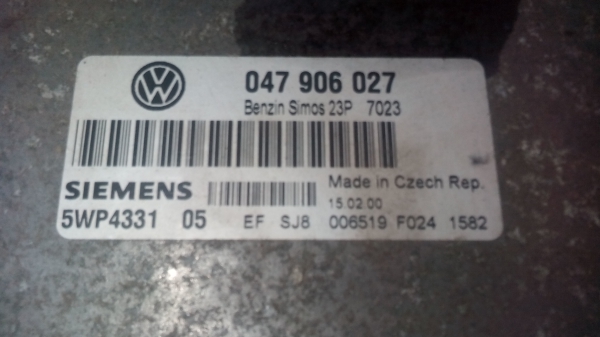 VW
047 906 027
Benzin Simos 23P 7023
SIEMENS
Made in Czech Rep.
15.02.00
5WP4331 05 EF SJ8 006519 F024 1582